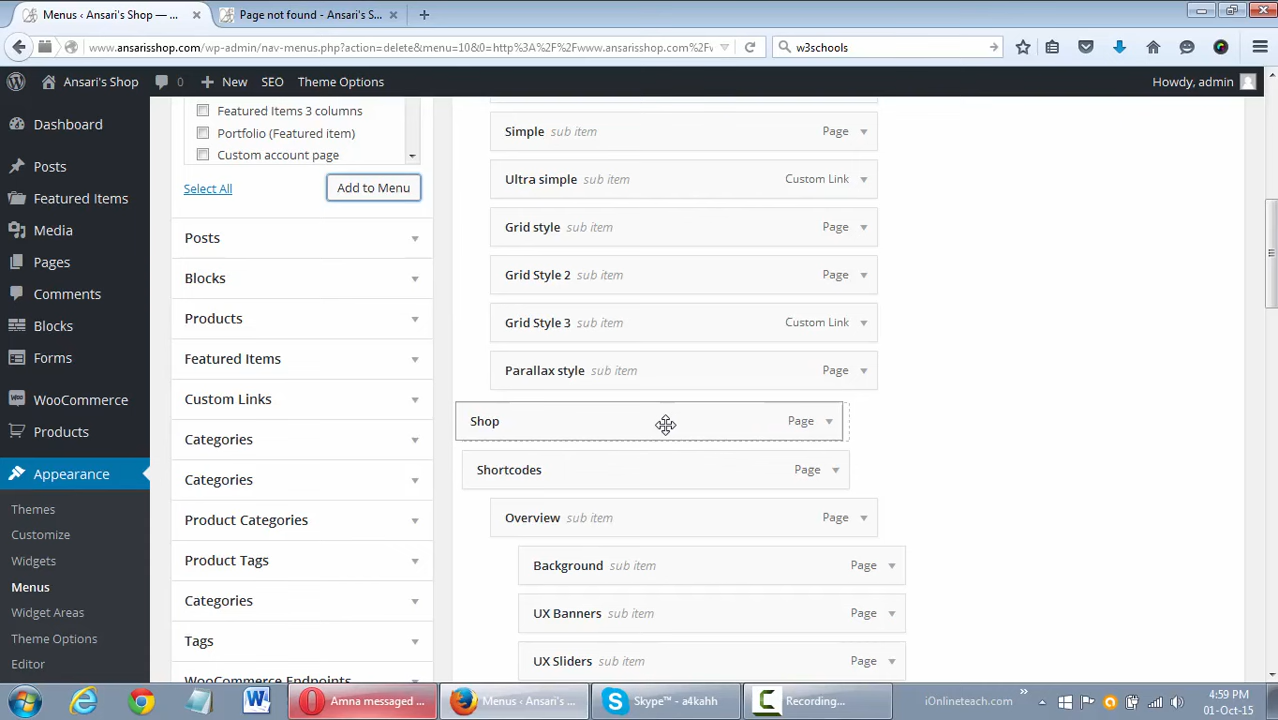 Menus ‹ Ansari's Shop — ...
Page not found - Ansari's S...
www.ansarisshop.com/wp-admin/nav-menus.php?action=delete&menu=10&0=http%3A%2F%2Fwww.ansarisshop.com%2Fv
w3schools
Ansari's Shop
0
New
SEO
Theme Options
Howdy, admin
Dashboard
Posts
Featured Items
Media
Pages
Comments
Blocks
Forms
WooCommerce
Products
Appearance
Themes
Customize
Widgets
Menus
Widget Areas
Theme Options
Editor
Featured Items 3 columns
Portfolio (Featured item)
Custom account page
Select All
Add to Menu
Posts
Blocks
Products
Featured Items
Custom Links
Categories
Categories
Product Categories
Product Tags
Categories
Tags
WooCommerce Endpoints
Simple sub item Page
Ultra simple sub item Custom Link
Grid style sub item Page
Grid Style 2 sub item Page
Grid Style 3 sub item Custom Link
Parallax style sub item Page
Shop Page
Shortcodes Page
Overview sub item Page
Background sub item Page
UX Banners sub item Page
UX Sliders sub item Page
Amna messaged ...
Menus ‹ Ansari's ...
Skype™ - a4kahh
Recording...
iOnlineteach.com
»
4:59 PM
01-Oct-15